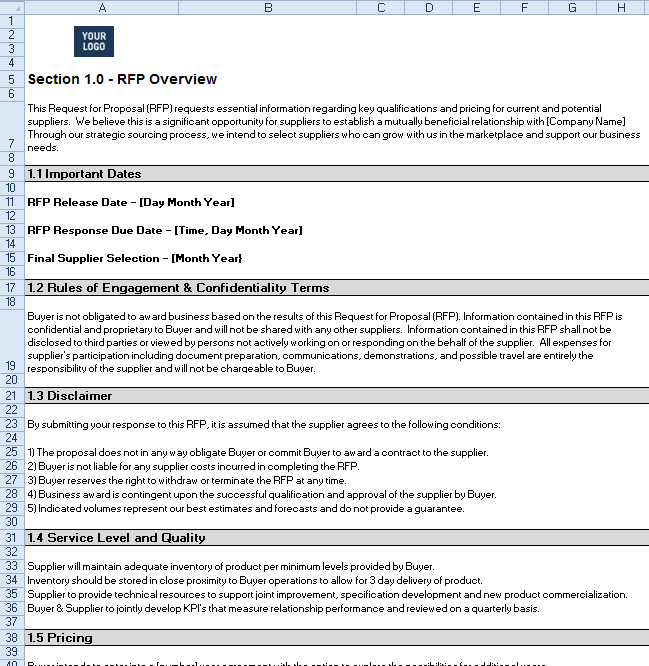 A B C D E F G H
1
2 YOUR
3 LOGO
4
5 Section 1.0 - RFP Overview
6
This Request for Proposal (RFP) requests essential information regarding key qualifications and pricing for current and potential
suppliers. We believe this is a significant opportunity for suppliers to establish a mutually beneficial relationship with [Company Name]
Through our strategic sourcing process, we intend to select suppliers who can grow with us in the marketplace and support our business
7 needs.
8
9 1.1 Important Dates
10
11 RFP Release Date - [Day Month Year]
12
13 RFP Response Due Date - [Time, Day Month Year]
14
15 Final Supplier Selection - [Month Year}
16
17 1.2 Rules of Engagement & Confidentiality Terms
18
Buyer is not obligated to award business based on the results of this Request for Proposal (RFP). Information contained in this RFP is
confidential and proprietary to Buyer and will not be shared with any other suppliers. Information contained in this RFP shall not be
disclosed to third parties or viewed by persons not actively working on or responding on the behalf of the supplier. All expenses for
supplier's participation including document preparation, communications, demonstrations, and possible travel are entirely the
19 responsibility of the supplier and will not be chargeable to Buyer.
20
21 1.3 Disclaimer
22
23 By submitting your response to this RFP, it is assumed that the supplier agrees to the following conditions:
24
25 1) The proposal does not in any way obligate Buyer or commit Buyer to award a contract to the supplier.
26 2) Buyer is not liable for any supplier costs incurred in completing the RFP.
27 3) Buyer reserves the right to withdraw or terminate the RFP at any time.
28 4) Business award is contingent upon the successful qualification and approval of the supplier by Buyer.
29 5) Indicated volumes represent our best estimates and forecasts and do not provide a guarantee.
30
31 1.4 Service Level and Quality
32
33 Supplier will maintain adequate inventory of product per minimum levels provided by Buyer.
34 Inventory should be stored in close proximity to Buyer operations to allow for 3 day delivery of product.
35 Supplier to provide technical resources to support joint improvement, specification development and new product commercialization.
36 Buyer & Supplier to jointly develop KPI's that measure relationship performance and reviewed on a quarterly basis.
37
38 1.5 Pricing
39
40 Buyer intends to enter into a [number] year agreement with the option to explore the possibilities for additional years